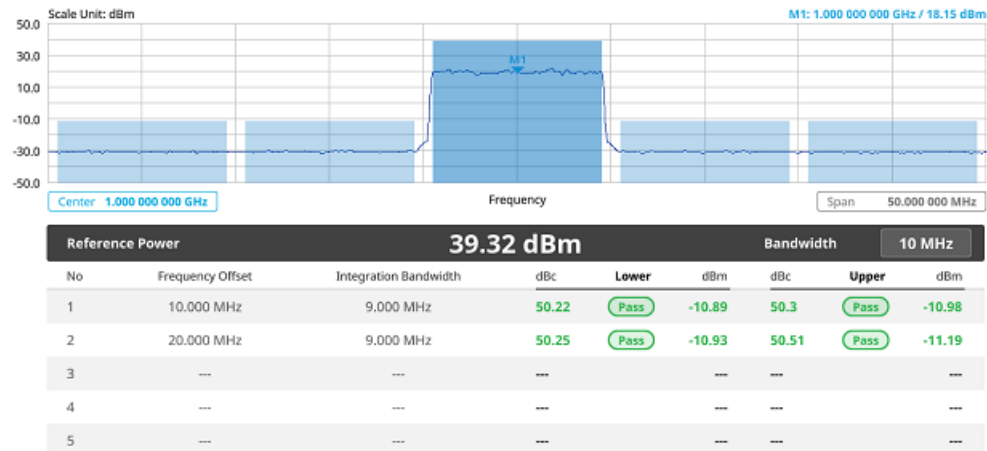 Scale Unit: dBm M1: 1.000 000 000 GHz / 18.15 dBm
50.0
30.0
M1
10.0
-10.0
-30.0
-50.0
Center 1.000 000 000 GHz Frequency Span 50.000 000 MHz
Reference Power 39.32 dBm Bandwidth 10 MHz
No Frequency Offset Integration Bandwidth dBc Lower dBm dBc Upper dBm
1 10.000 MHz 9.000 MHz 50.22 Pass -10.89 50.3 Pass -10.98
2 20.000 MHz 9.000 MHz 50.25 Pass -10.93 50.51 Pass -11.19
3 --- --- --- --- --- ---
4 --- --- --- --- --- ---
5 --- --- --- --- --- ---